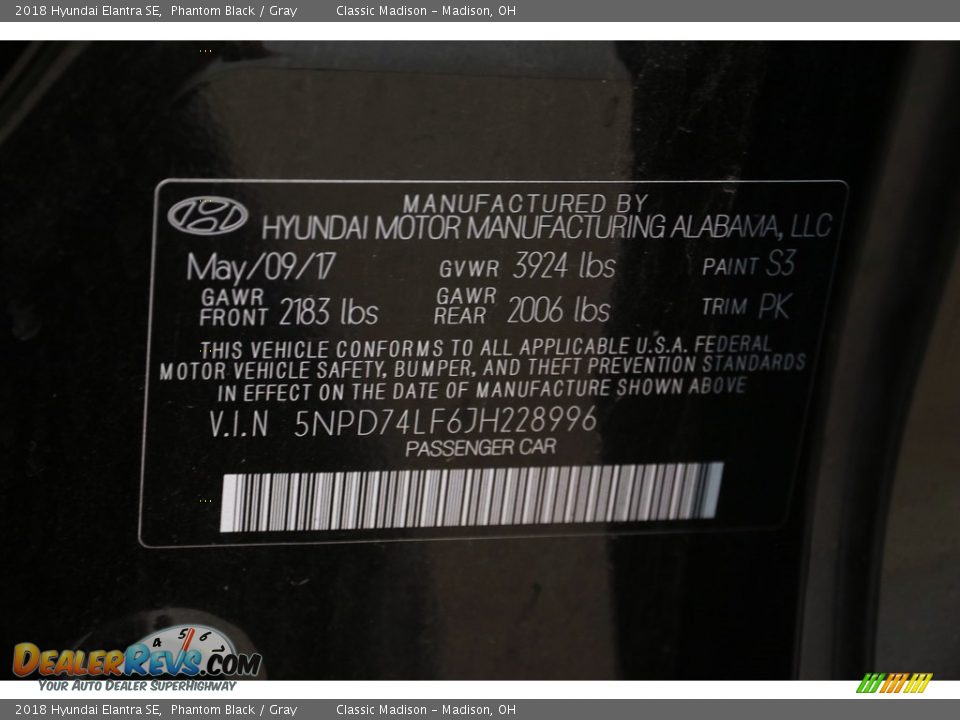 2018 Hyundai Elantra SE, Phantom Black / Gray Classic Madison - Madison, OH
MANUFACTURED BY
HYUNDAI MOTOR MANUFACTURING ALABAMA, LLC
May/09/17 GVWR 3924 lbs PAINT S3
GAWR FRONT 2183 lbs GAWR REAR 2006 lbs TRIM PK
THIS VEHICLE CONFORMS TO ALL APPLICABLE U.S.A. FEDERAL
MOTOR VEHICLE SAFETY, BUMPER, AND THEFT PREVENTION STANDARDS
IN EFFECT ON THE DATE OF MANUFACTURE SHOWN ABOVE
V.I.N 5NPD74LF6JH228996
PASSENGER CAR
4 5 6
DEALERREVS.COM
YOUR AUTO DEALER SUPERHIGHWAY
2018 Hyundai Elantra SE, Phantom Black / Gray Classic Madison - Madison, OH